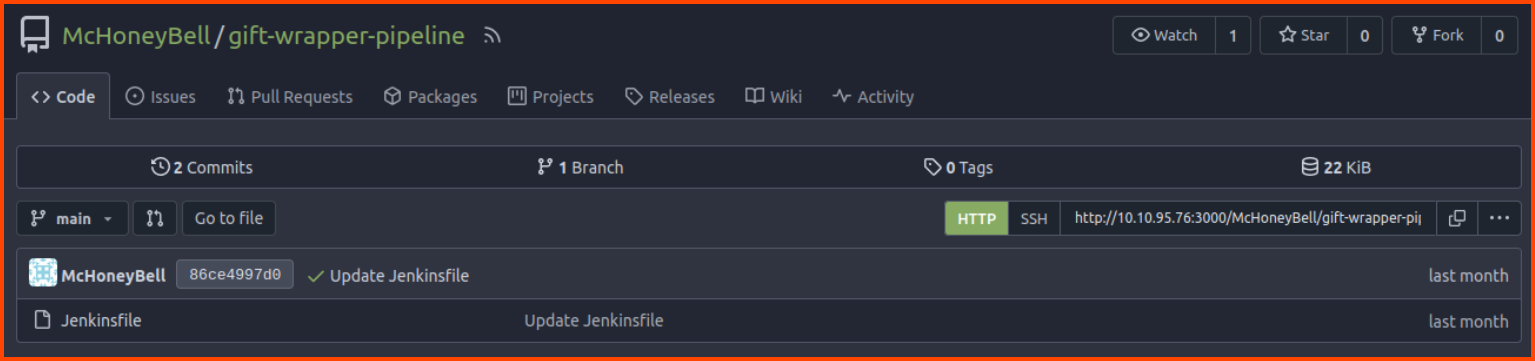 McHoneyBell/gift-wrapper-pipeline Watch 1 Star 0 Fork 0
Code Issues Pull Requests Packages Projects Releases Wiki Activity
2 Commits 1 Branch 0 Tags 22 KiB
main Go to file HTTP SSH http://10.10.95.76:3000/McHoneyBell/gift-wrapper-pi
McHoneyBell 86ce4997d0 Update Jenkinsfile last month
Jenkinsfile Update Jenkinsfile last month